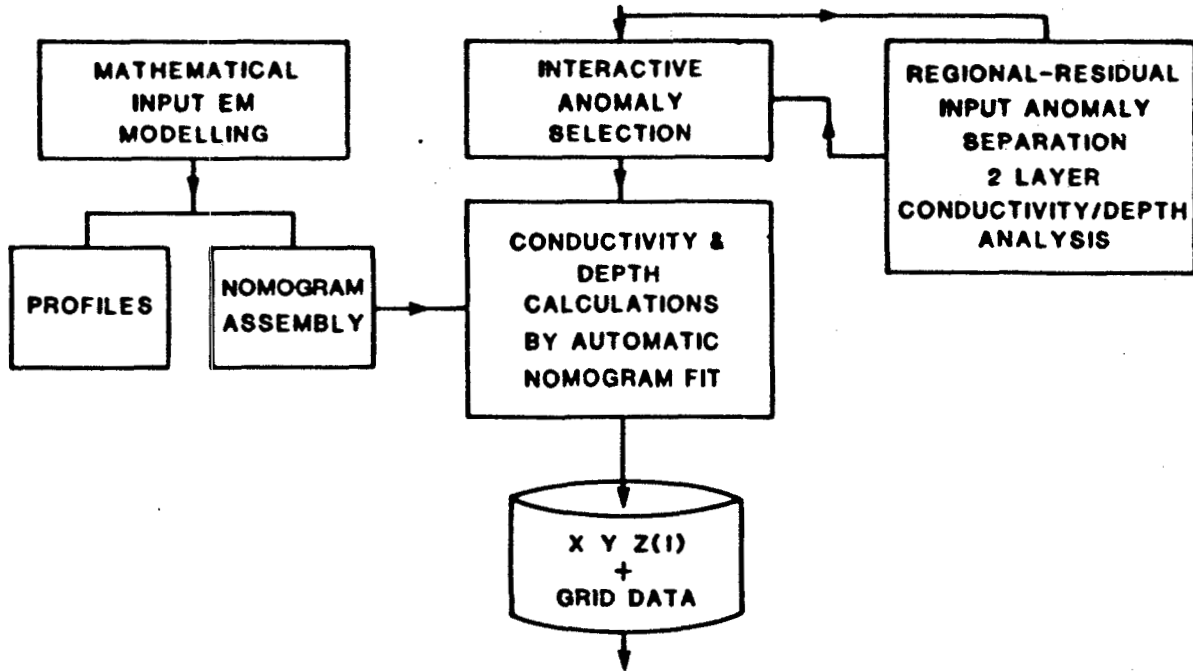 MATHEMATICAL
INPUT EM
MODELLING
PROFILES
NOMOGRAM
ASSEMBLY
INTERACTIVE
ANOMALY
SELECTION
CONDUCTIVITY &
DEPTH
CALCULATIONS
BY AUTOMATIC
NOMOGRAM FIT
X Y Z(I)
+
GRID DATA
REGIONAL-RESIDUAL
INPUT ANOMALY
SEPARATION
2 LAYER
CONDUCTIVITY/DEPTH
ANALYSIS